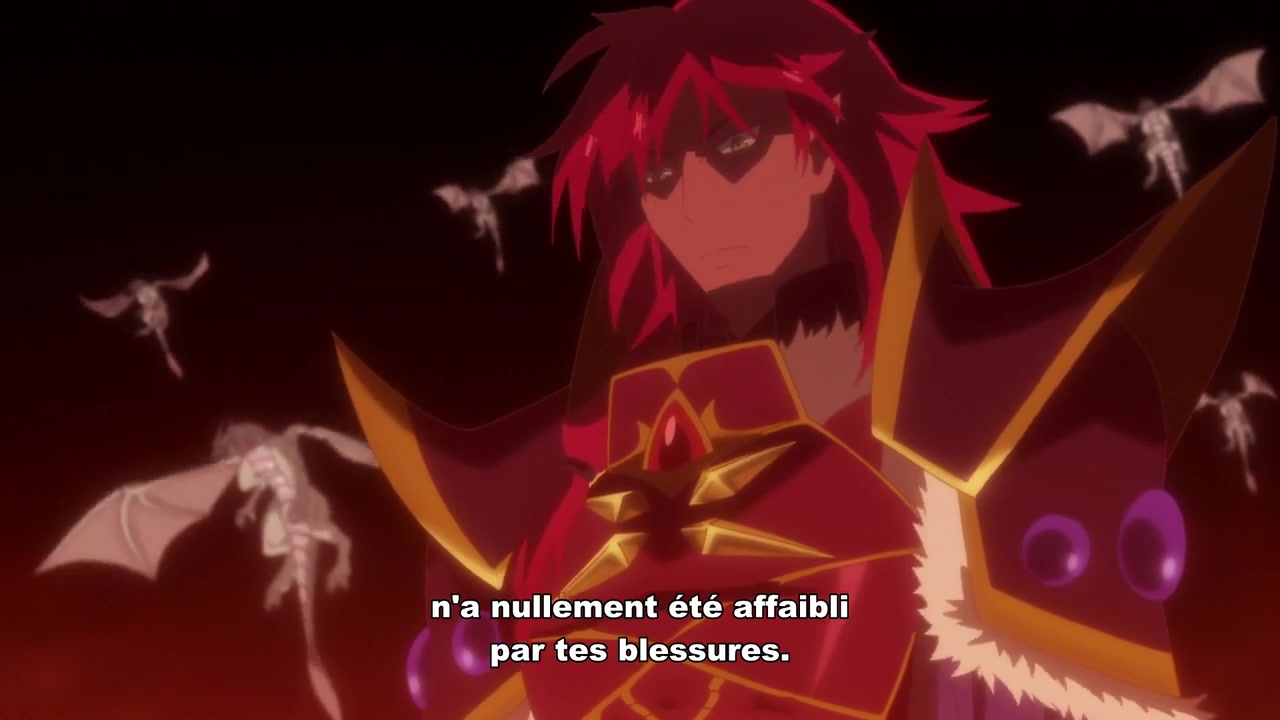 n'a nullement été affaibli
par tes blessures.